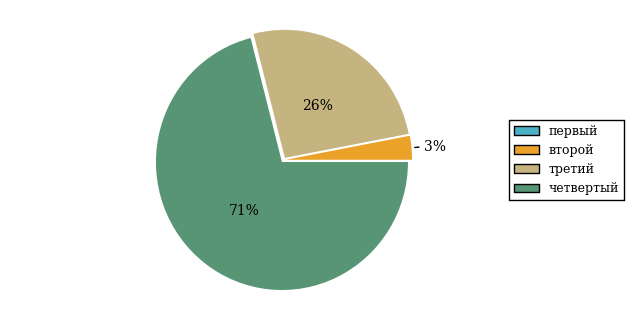 26%
3%
71%
первый
второй
третий
четвертый